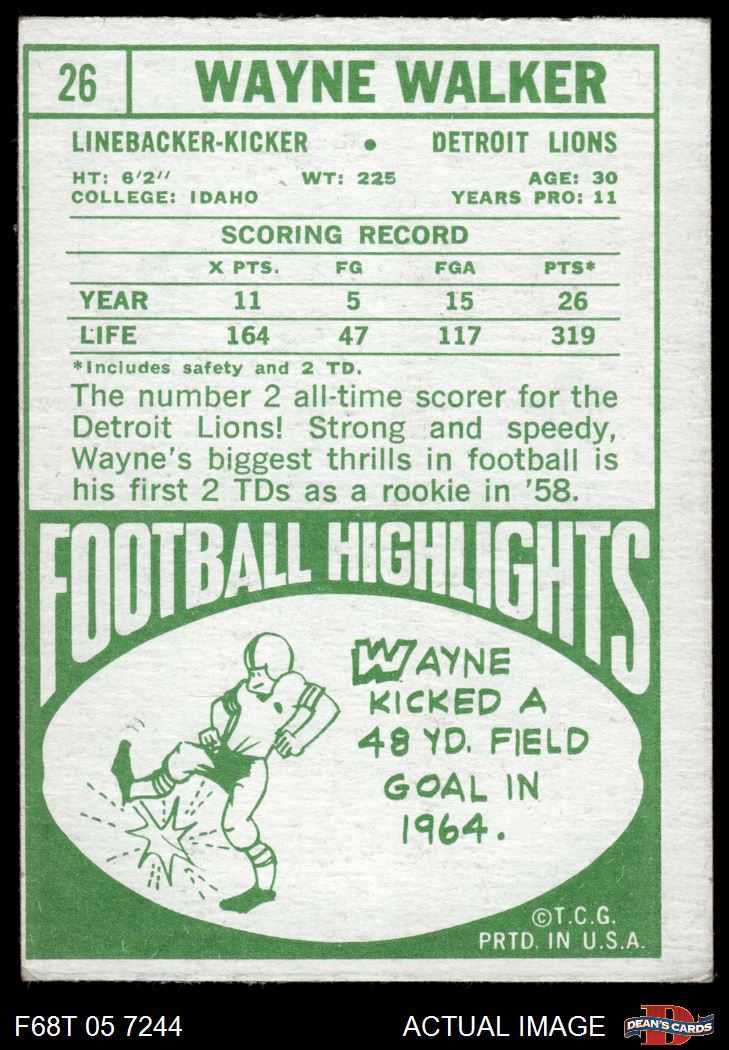 26 WAYNE WALKER
LINEBACKER-KICKER • DETROIT LIONS
HT: 6'2" WT: 225 AGE: 30
COLLEGE: IDAHO YEARS PRO: 11
SCORING RECORD
X PTS. FG FGA PTS*
YEAR 11 5 15 26
LIFE 164 47 117 319
*Includes safety and 2 TD.
The number 2 all-time scorer for the
Detroit Lions! Strong and speedy,
Wayne's biggest thrills in football is
his first 2 TDs as a rookie in '58.
FOOTBALL HIGHLIGHTS
WAYNE
KICKED A
48 YD. FIELD
GOAL IN
1964.
©T.C.G.
PRTD. IN U.S.A.
F68T 05 7244 ACTUAL IMAGE DEAN'S CARDS